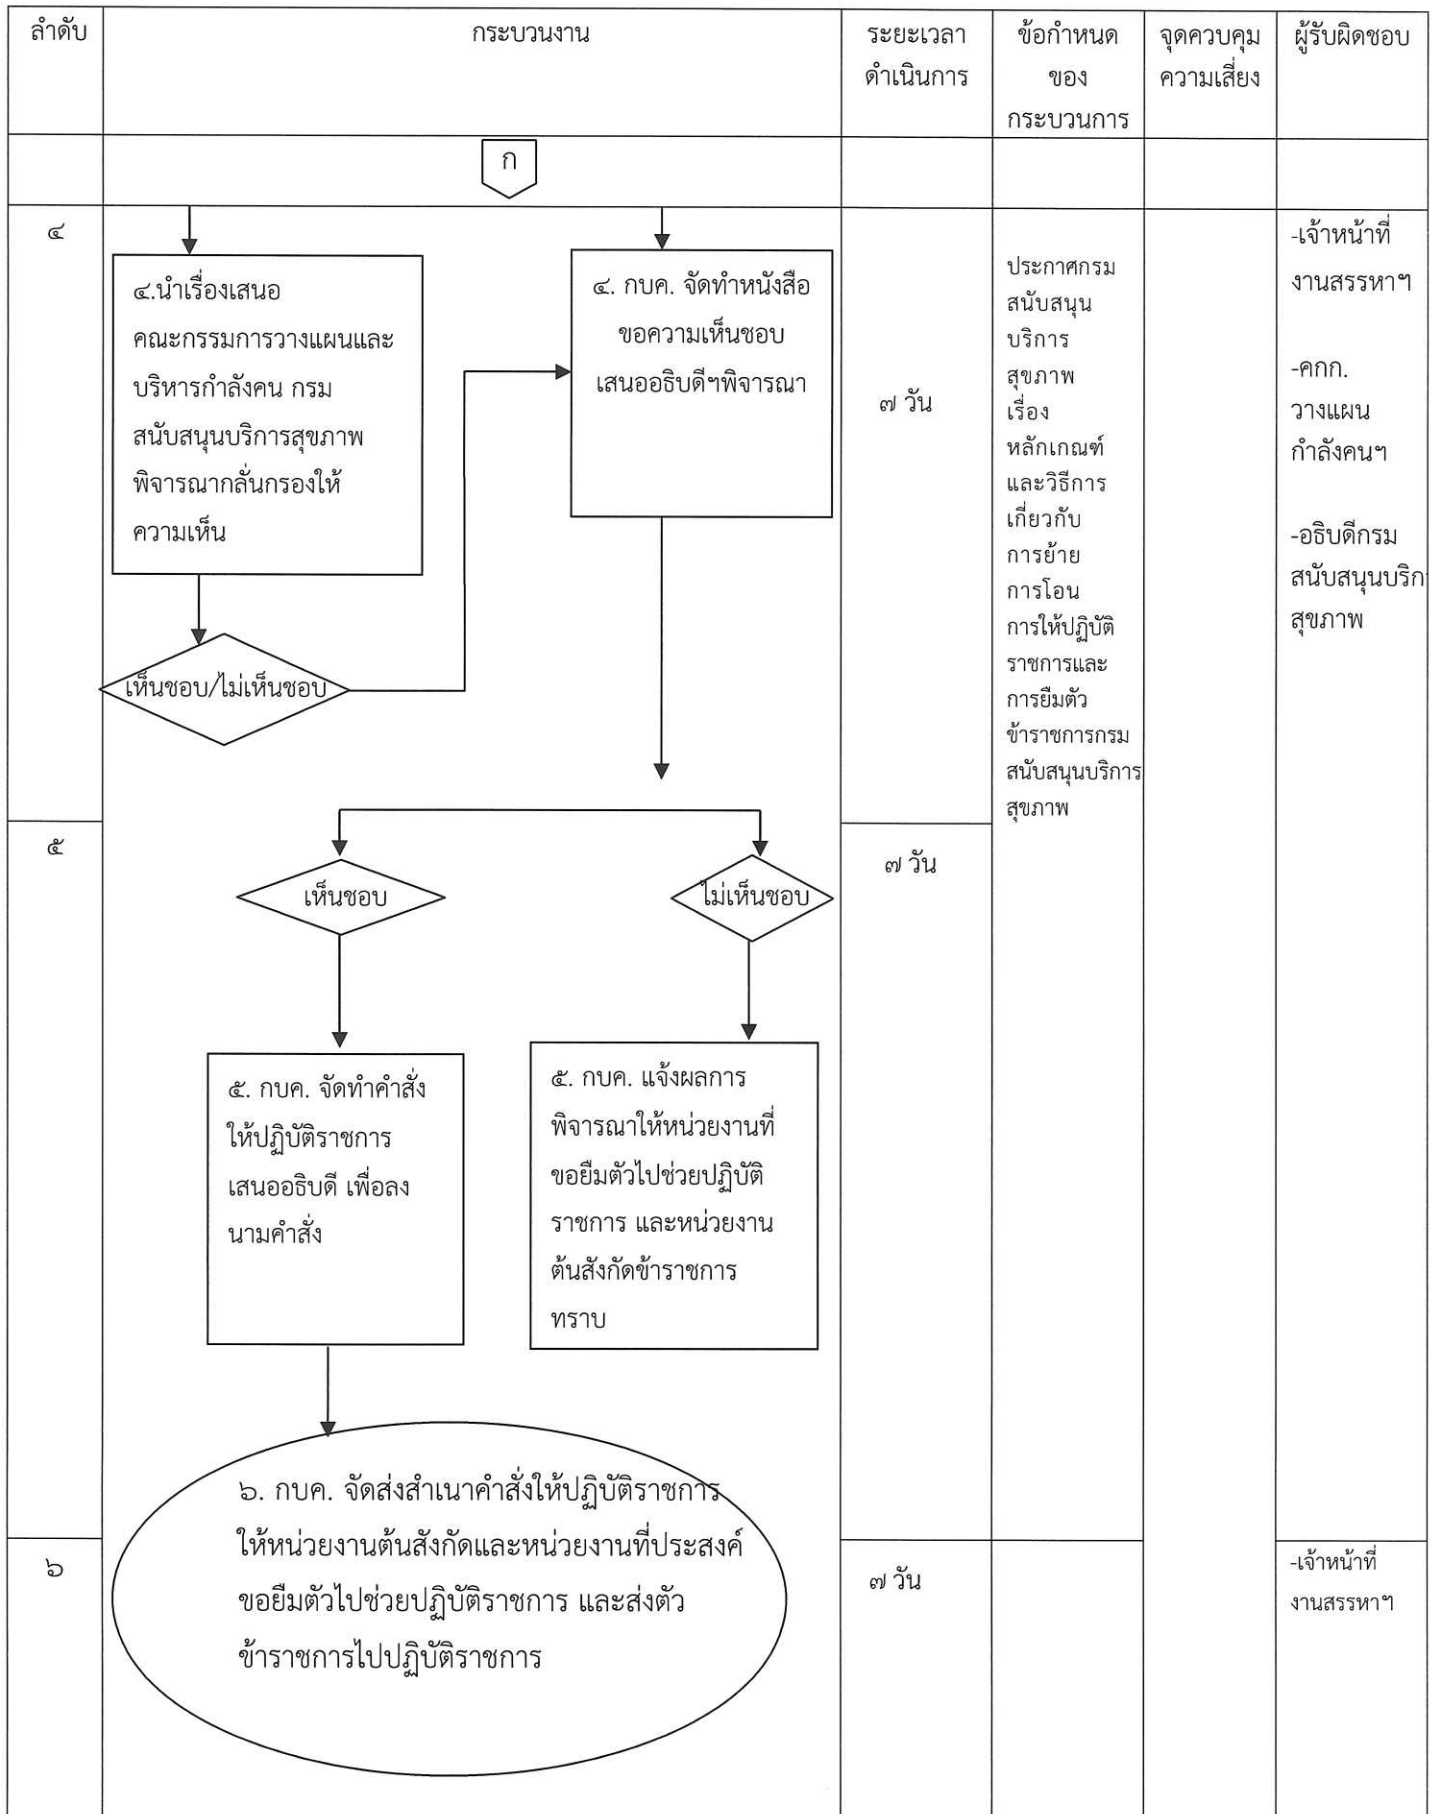 ลำดับ
กระบวนงาน
ระยะเวลา
ดำเนินการ
ข้อกำหนด
ของ
กระบวนการ
จุดควบคุม
ความเสี่ยง
ผู้รับผิดชอบ
ก
๔
๔.นำเรื่องเสนอ
คณะกรรมการวางแผนและ
บริหารกำลังคน กรม
สนับสนุนบริการสุขภาพ
พิจารณากลั่นกรองให้
ความเห็น
เห็นชอบ/ไม่เห็นชอบ
๔. กบค. จัดทำหนังสือ
ขอความเห็นชอบ
เสนออธิบดีฯพิจารณา
๗ วัน
ประกาศกรม
สนับสนุน
บริการ
สุขภาพ
เรื่อง
หลักเกณฑ์
และวิธีการ
เกี่ยวกับ
การย้าย
การโอน
การให้ปฏิบัติ
ราชการและ
การยืมตัว
ข้าราชการกรม
สนับสนุนบริการ
สุขภาพ
-เจ้าหน้าที่
งานสรรหาฯ
-คกก.
วางแผน
กำลังคนฯ
-อธิบดีกรม
สนับสนุนบริก
สุขภาพ
๕
เห็นชอบ
ไม่เห็นชอบ
๗ วัน
๕. กบค. จัดทำคำสั่ง
ให้ปฏิบัติราชการ
เสนออธิบดี เพื่อลง
นามคำสั่ง
๕. กบค. แจ้งผลการ
พิจารณาให้หน่วยงานที่
ขอยืมตัวไปช่วยปฏิบัติ
ราชการ และหน่วยงาน
ต้นสังกัดข้าราชการ
ทราบ
๖
๖. กบค. จัดส่งสำเนาคำสั่งให้ปฏิบัติราชการ
ให้หน่วยงานต้นสังกัดและหน่วยงานที่ประสงค์
ขอยืมตัวไปช่วยปฏิบัติราชการ และส่งตัว
ข้าราชการไปปฏิบัติราชการ
๗ วัน
-เจ้าหน้าที่
งานสรรหาฯ